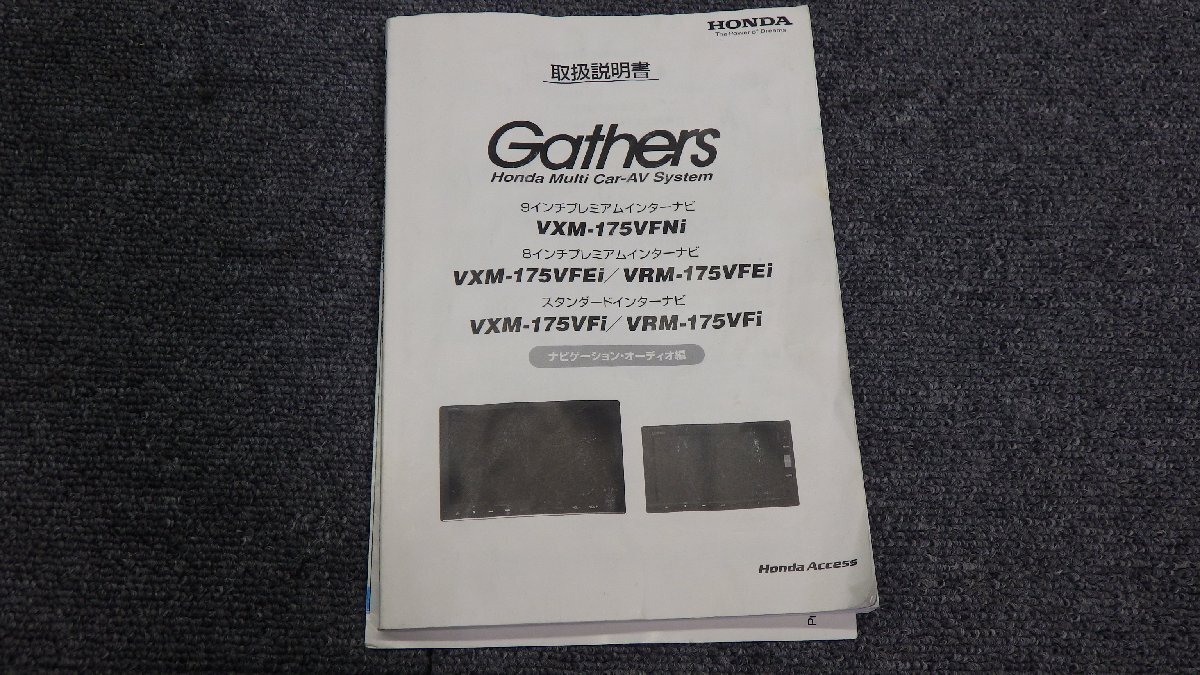 HONDA
The Power of Dreams
取扱説明書
Gathers
Honda Multi Car-AV System
9インチプレミアムインターナビ
VXM-175VFNi
8インチプレミアムインターナビ
VXM-175VFEi/VRM-175VFEi
スタンダードインターナビ
VXM-175VFi/VRM-175VFi
ナビゲーション・オーディオ編
Honda Access